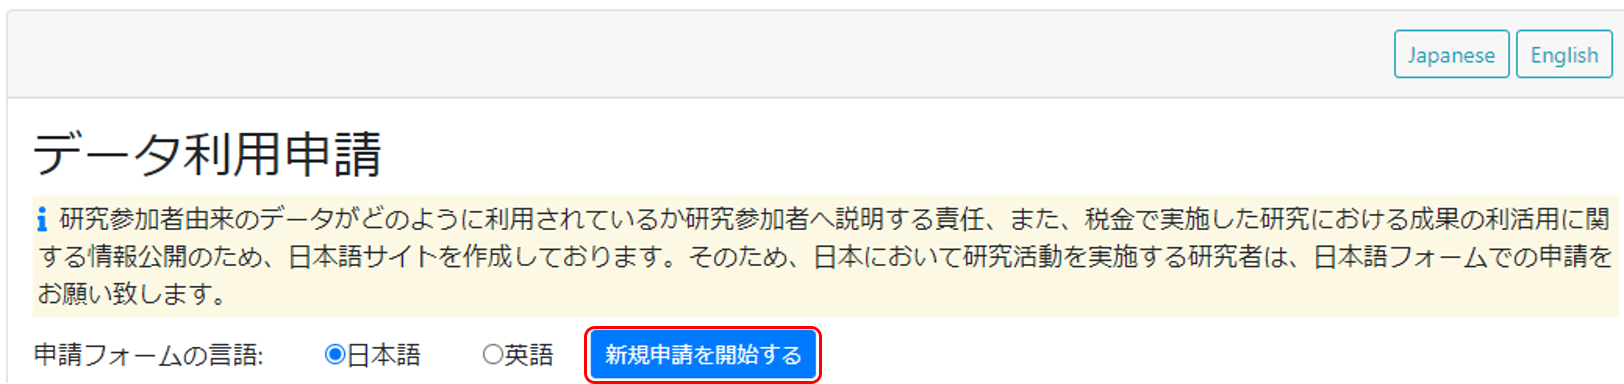 Japanese English
データ利用申請
研究参加者由来のデータがどのように利用されているか研究参加者へ説明する責任、また、税金で実施した研究における成果の利活用に関
する情報公開のため、日本語サイトを作成しております。そのため、日本において研究活動を実施する研究者は、日本語フォームでの申請を
お願い致します。
申請フォームの言語: 日本語 英語 新規申請を開始する